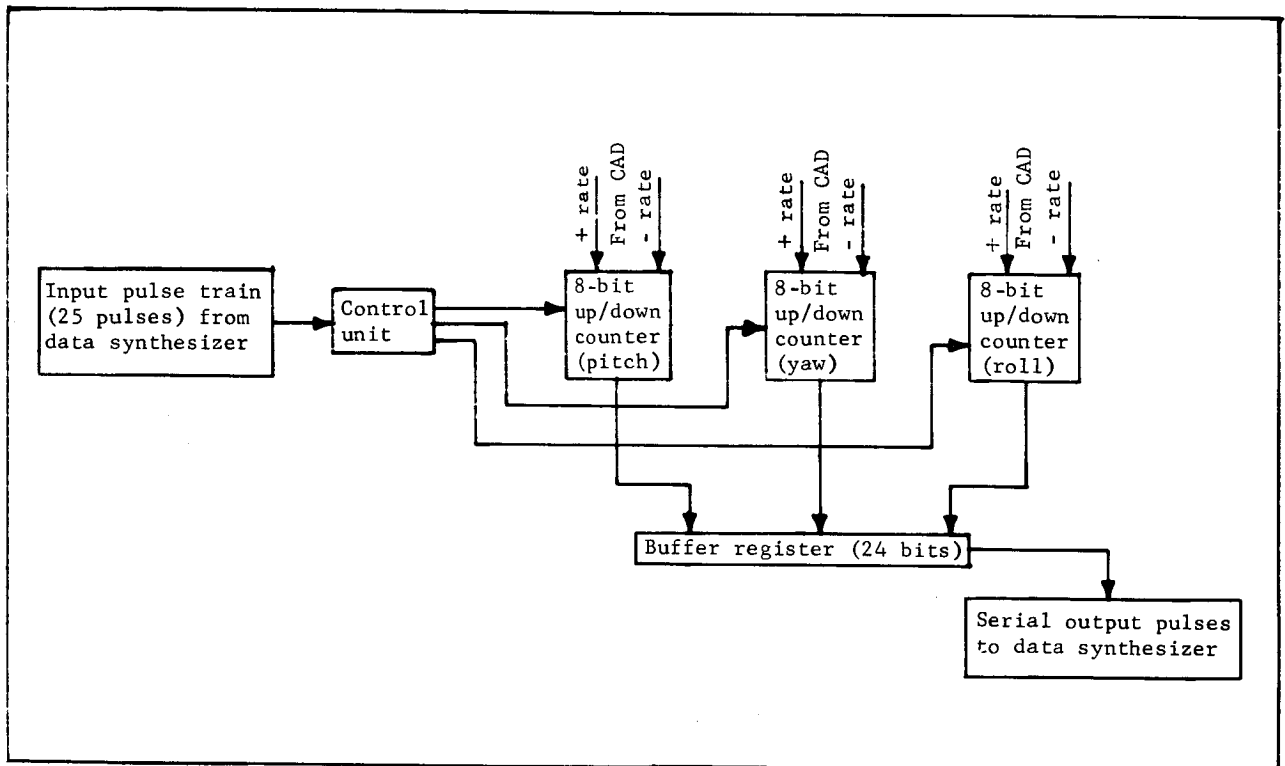 + rate
From CAD
- rate
+ rate
From CAD
- rate
+ rate
From CAD
- rate
Input pulse train
(25 pulses) from
data synthesizer
Control
unit
8-bit
up/down
counter
(pitch)
8-bit
up/down
counter
(yaw)
8-bit
up/down
counter
(roll)
Buffer register (24 bits)
Serial output pulses
to data synthesizer